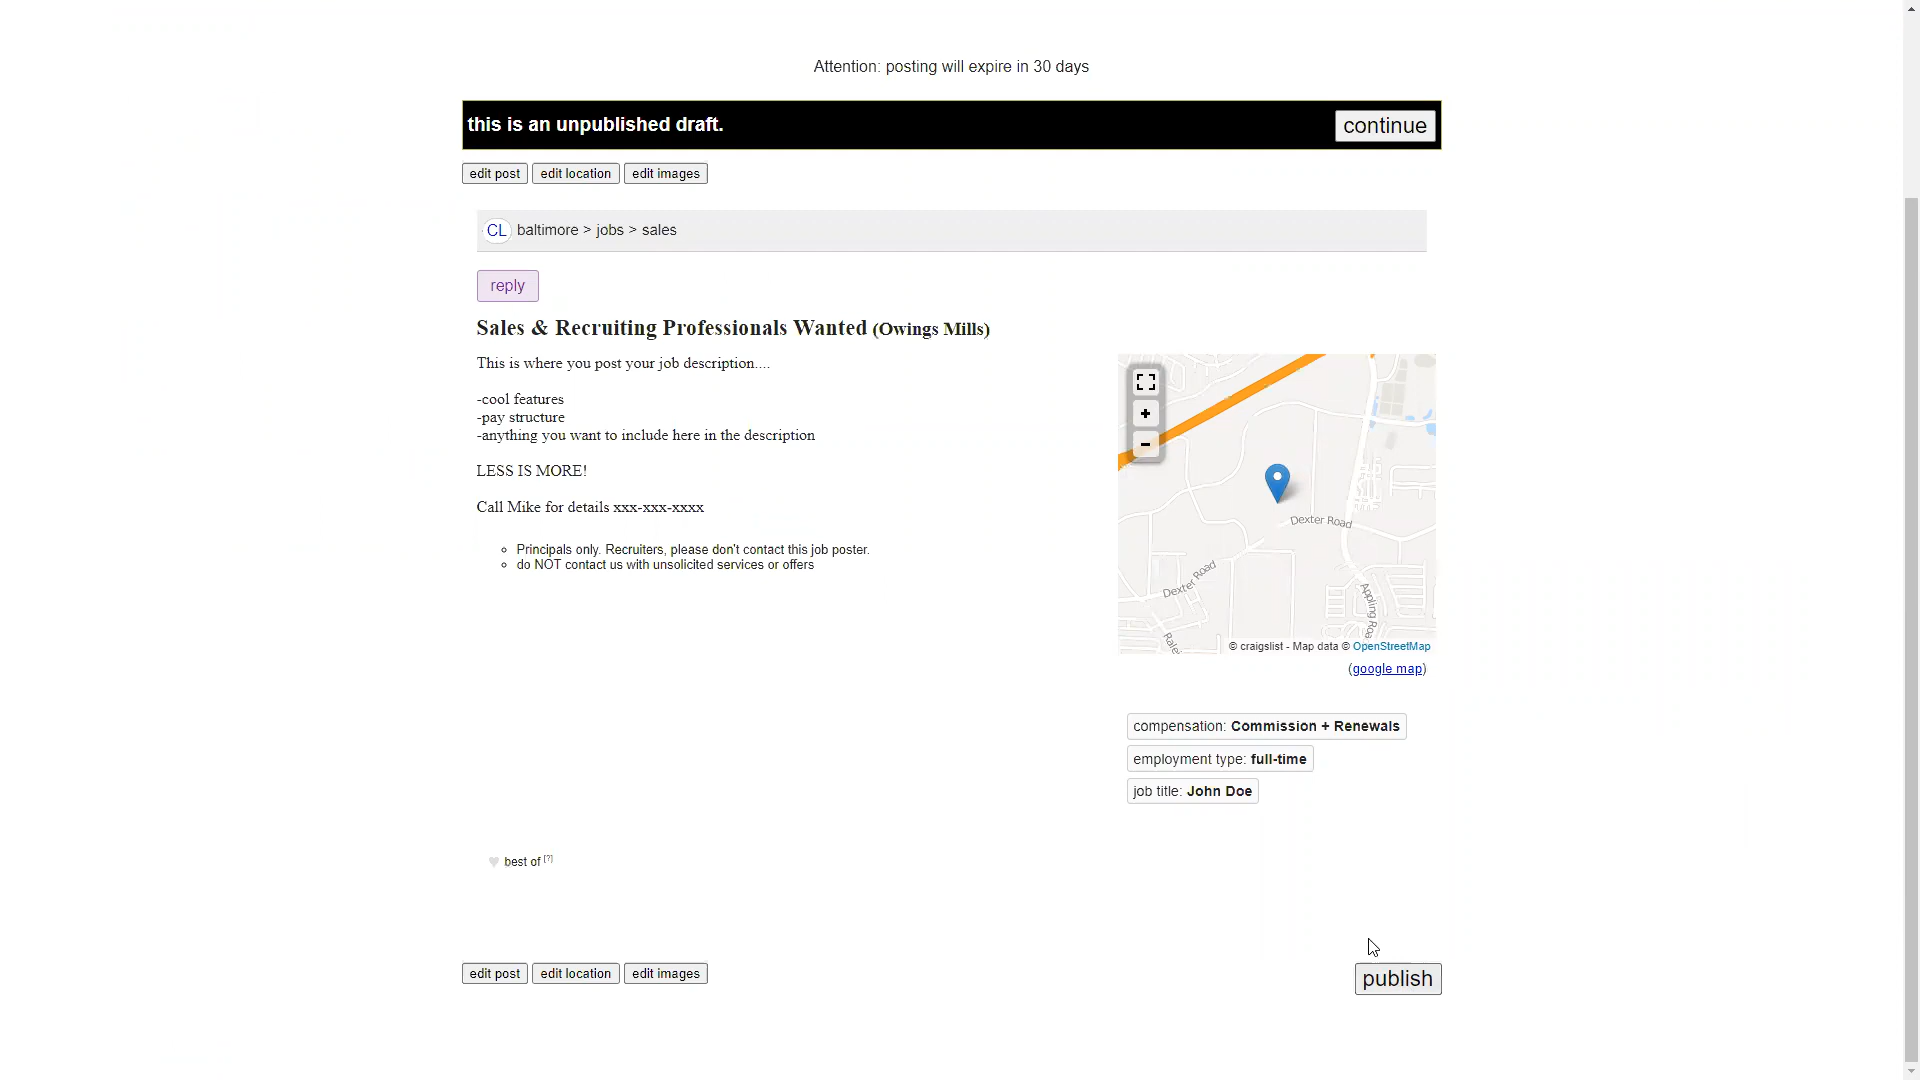 Attention: posting will expire in 30 days
this is an unpublished draft.
continue
edit post
edit location
edit images
CL baltimore > jobs > sales
reply
Sales & Recruiting Professionals Wanted (Owings Mills)
This is where you post your job description....
-cool features
-pay structure
-anything you want to include here in the description
LESS IS MORE!
Call Mike for details xxx-xxx-xxxx
Principals only. Recruiters, please don't contact this job poster.
do NOT contact us with unsolicited services or offers
+
-
Dexter Road
Dexter Road
Appling Roa
Ralei
© craigslist - Map data © OpenStreetMap
(google map)
compensation: Commission + Renewals
employment type: full-time
job title: John Doe
best of [?]
edit post
edit location
edit images
publish